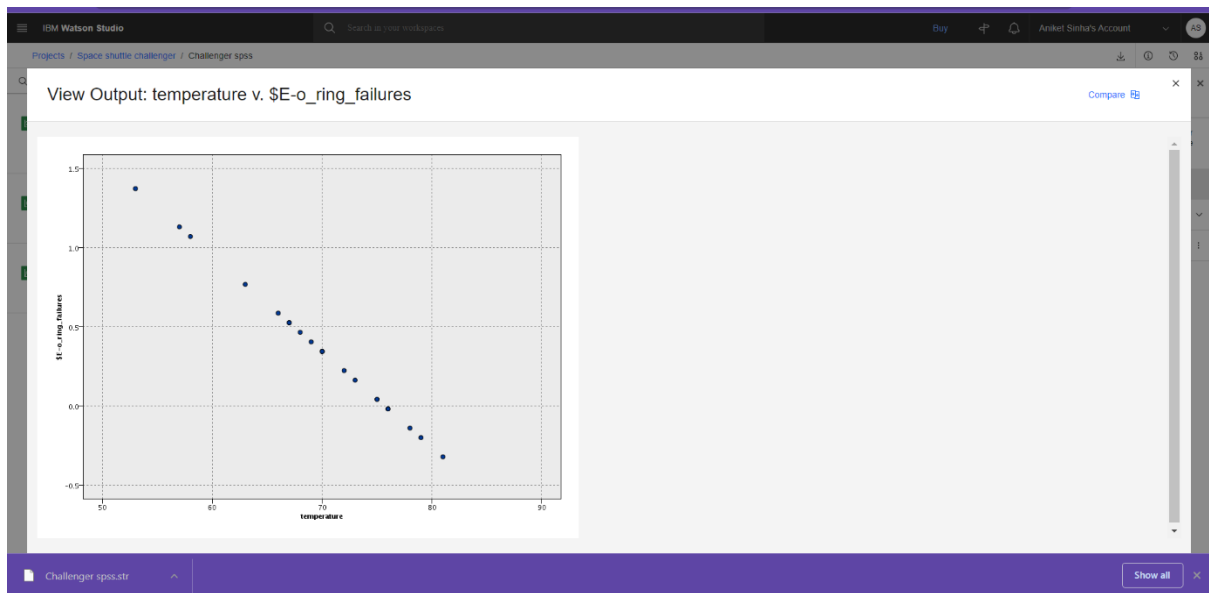 IBM Watson Studio
Search in your workspaces
Buy
Aniket Sinha's Account
AS
Projects / Space shuttle challenger / Challenger spss
View Output: temperature v. $E-o_ring_failures
Compare
1.5
1.0
0.5
0.0
-0.5
$E-o_ring_failures
50 60 70 80 90
temperature
Challenger spss.str
Show all